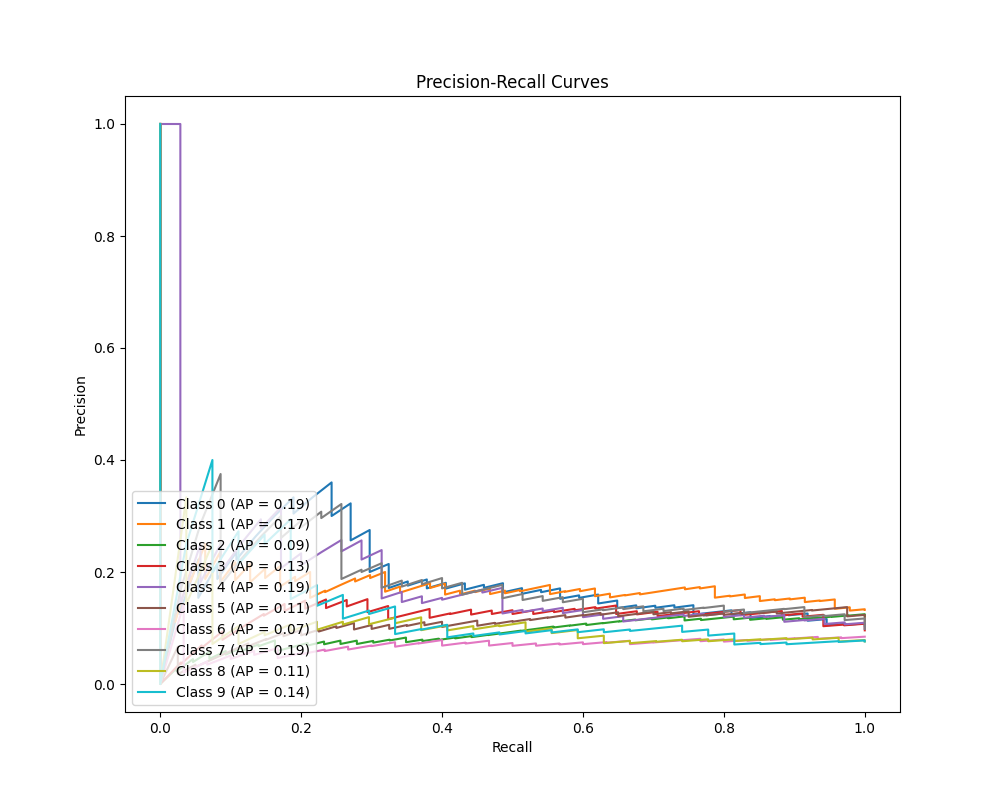 Precision-Recall Curves
1.0
0.8
0.6
0.4
0.2
0.0
Precision
Class 0 (AP = 0.19)
Class 1 (AP = 0.17)
Class 2 (AP = 0.09)
Class 3 (AP = 0.13)
Class 4 (AP = 0.19)
Class 5 (AP = 0.11)
Class 6 (AP = 0.07)
Class 7 (AP = 0.19)
Class 8 (AP = 0.11)
Class 9 (AP = 0.14)
0.0 0.2 0.4 0.6 0.8 1.0
Recall